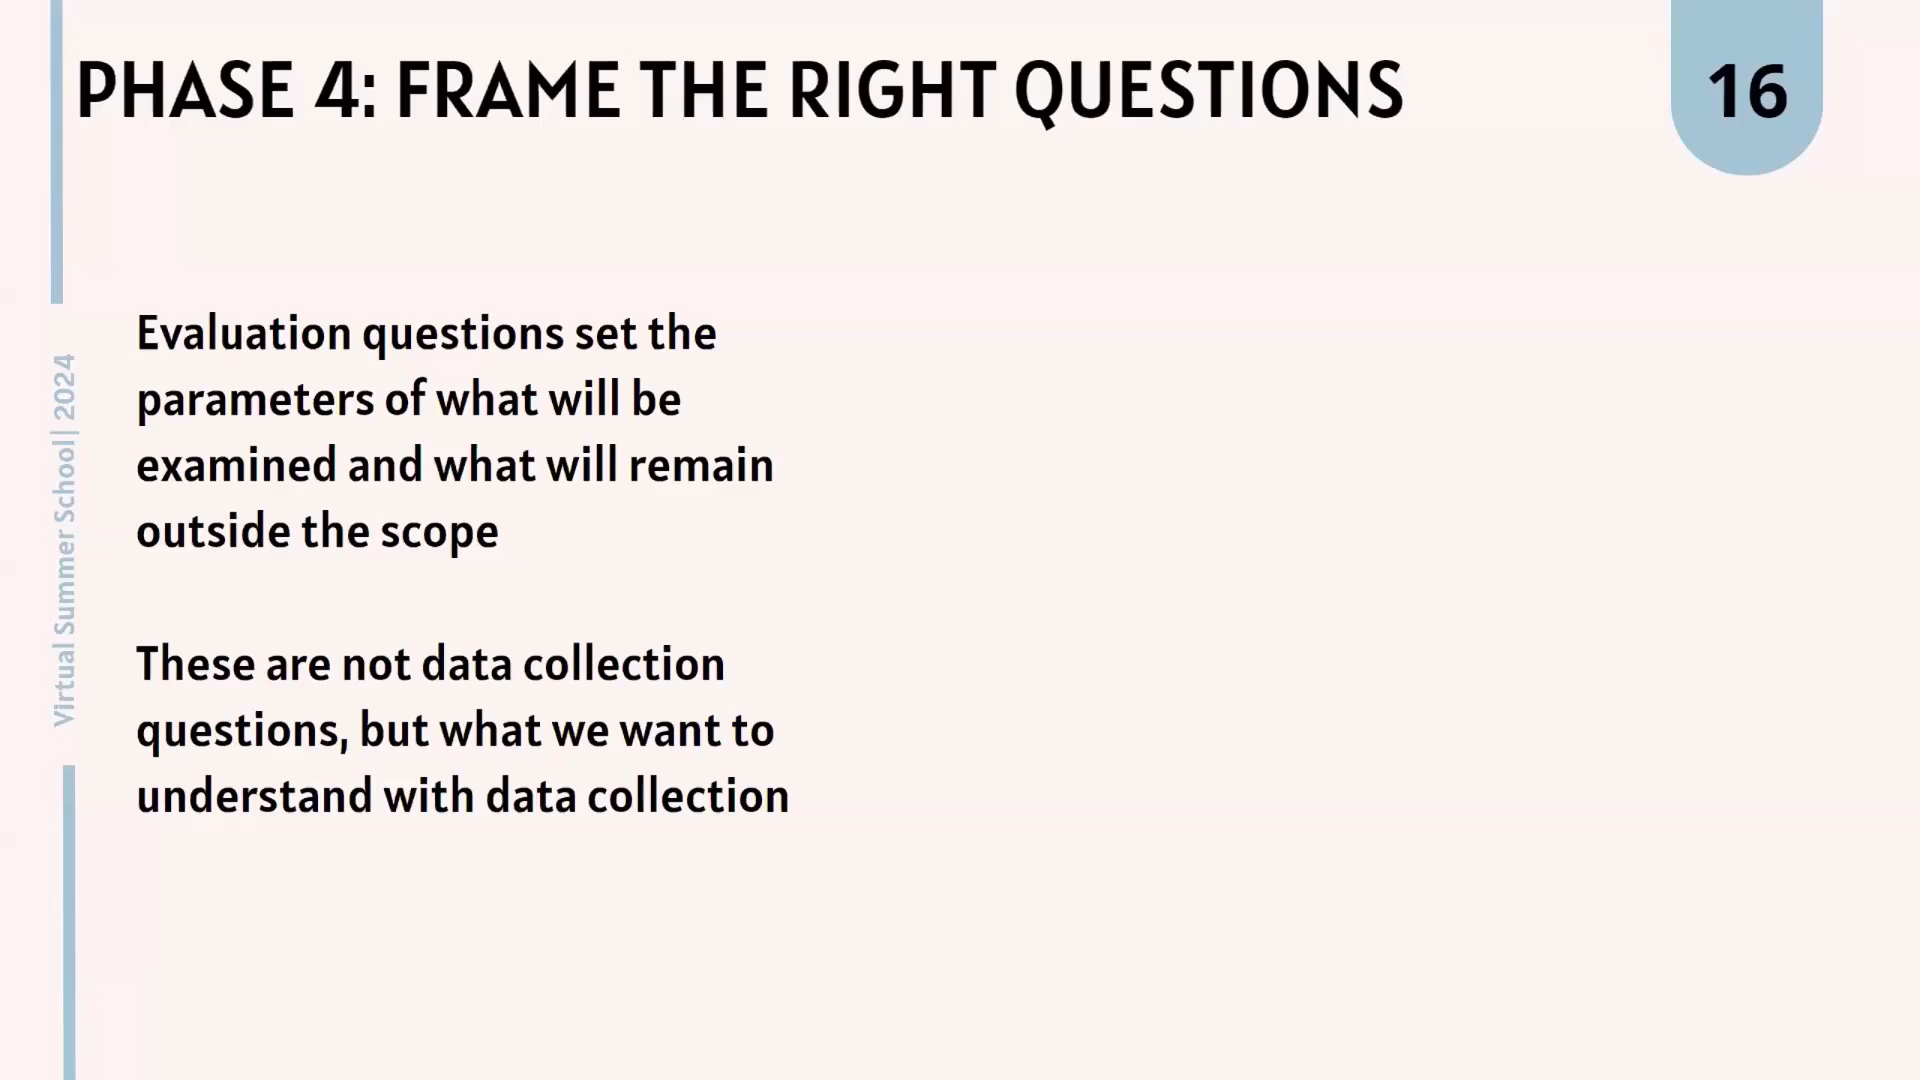 PHASE 4: FRAME THE RIGHT QUESTIONS
16
Evaluation questions set the
parameters of what will be
examined and what will remain
outside the scope
These are not data collection
questions, but what we want to
understand with data collection
Virtual Summer School| 2024